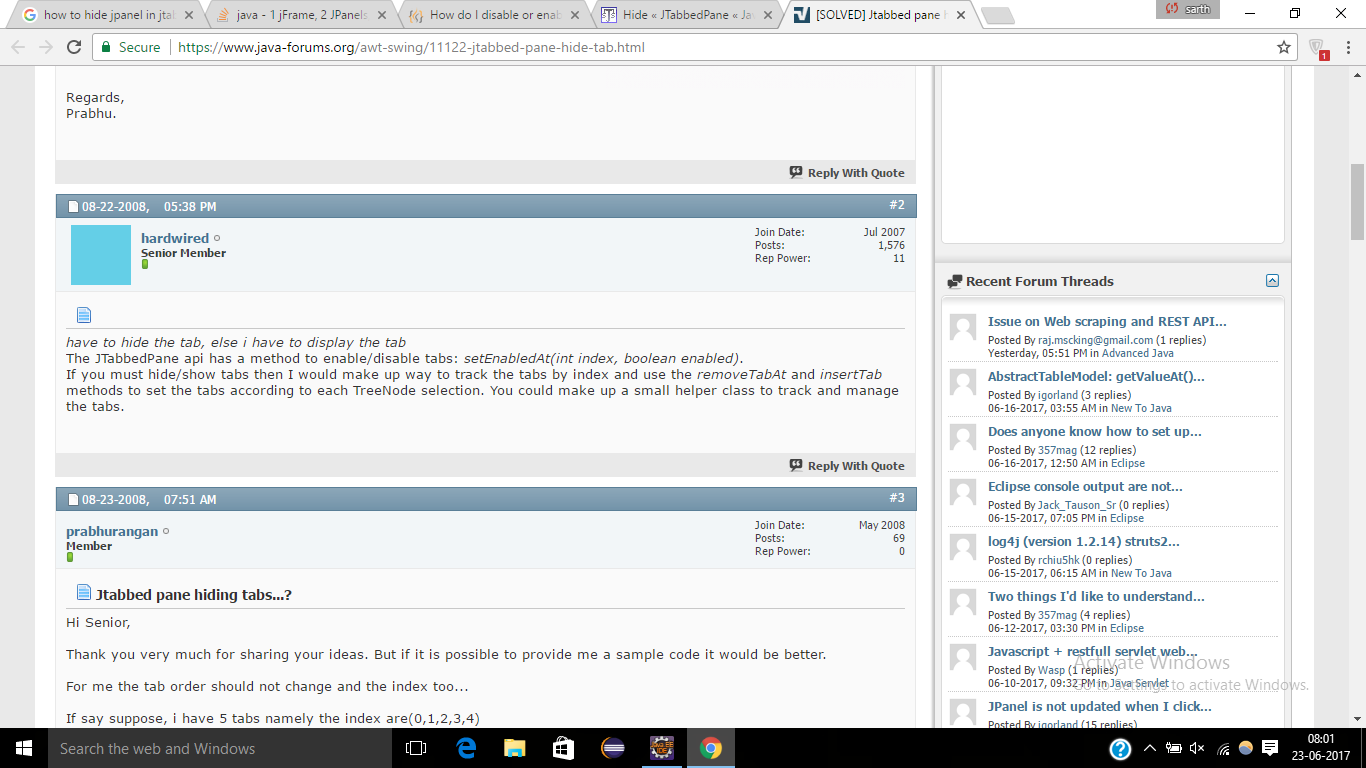 how to hide jpanel in jtal
java - 1 jFrame, 2 JPanels
How do I disable or enab
Hide « JTabbedPane « Ja
[SOLVED] Jtabbed pane h
sarth
Secure
https://www.java-forums.org/awt-swing/11122-jtabbed-pane-hide-tab.html
1
Regards,
Prabhu.
Reply With Quote
08-22-2008, 05:38 PM
#2
hardwired
Senior Member
Join Date: Jul 2007
Posts: 1,576
Rep Power: 11
have to hide the tab, else i have to display the tab
The JTabbedPane api has a method to enable/disable tabs: setEnabledAt(int index, boolean enabled).
If you must hide/show tabs then I would make up way to track the tabs by index and use the removeTabAt and insertTab
methods to set the tabs according to each TreeNode selection. You could make up a small helper class to track and manage
the tabs.
Reply With Quote
08-23-2008, 07:51 AM
#3
prabhurangan
Member
Join Date: May 2008
Posts: 69
Rep Power: 0
Jtabbed pane hiding tabs...?
Hi Senior,
Thank you very much for sharing your ideas. But if it is possible to provide me a sample code it would be better.
For me the tab order should not change and the index too...
If say suppose, i have 5 tabs namely the index are(0,1,2,3,4)
Recent Forum Threads
Issue on Web scraping and REST API...
Posted By raj.mscking@gmail.com (1 replies)
Yesterday, 05:51 PM in Advanced Java
AbstractTableModel: getValueAt()...
Posted By igorland (3 replies)
06-16-2017, 03:55 AM in New To Java
Does anyone know how to set up...
Posted By 357mag (12 replies)
06-16-2017, 12:50 AM in Eclipse
Eclipse console output are not...
Posted By Jack_Tauson_Sr (0 replies)
06-15-2017, 07:05 PM in Eclipse
log4j (version 1.2.14) struts2...
Posted By rchiu5hk (0 replies)
06-15-2017, 06:15 AM in New To Java
Two things I'd like to understand...
Posted By 357mag (4 replies)
06-12-2017, 03:30 PM in Eclipse
Javascript + restfull servlet web...
Posted By Wasp (1 replies)
06-10-2017, 09:32 PM in Java Servlet
JPanel is not updated when I click...
Posted By igorland (15 replies)
Activate Windows
Go to Settings to activate Windows.
Search the web and Windows
08:01
23-06-2017